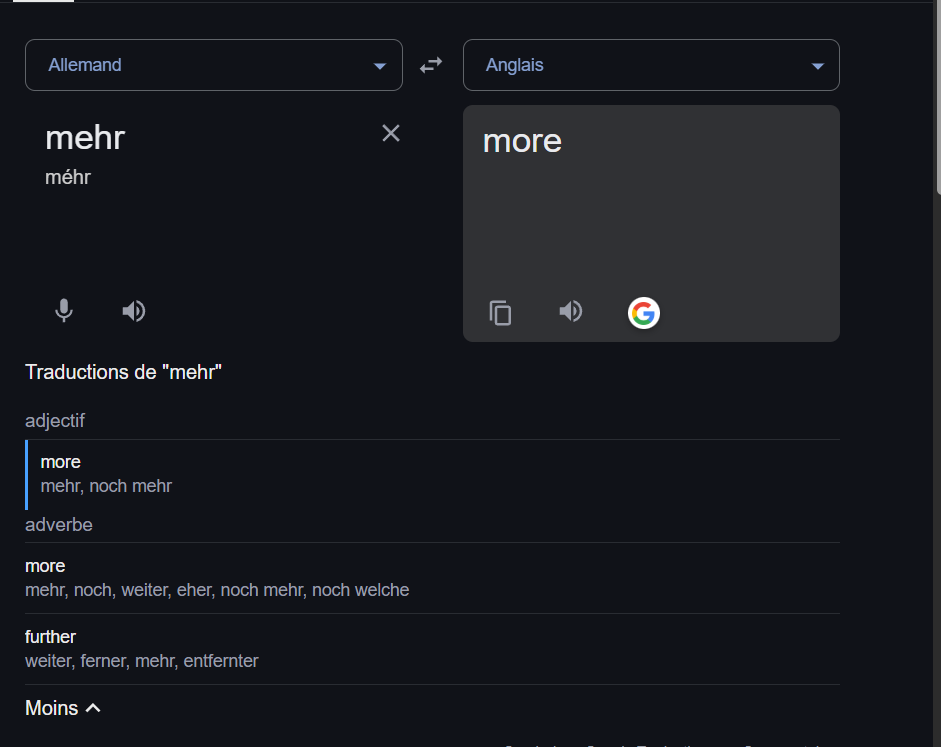 Allemand
Anglais
mehr
méhr
more
Traductions de "mehr"
adjectif
more
mehr, noch mehr
adverbe
more
mehr, noch, weiter, eher, noch mehr, noch welche
further
weiter, ferner, mehr, entfernter
Moins